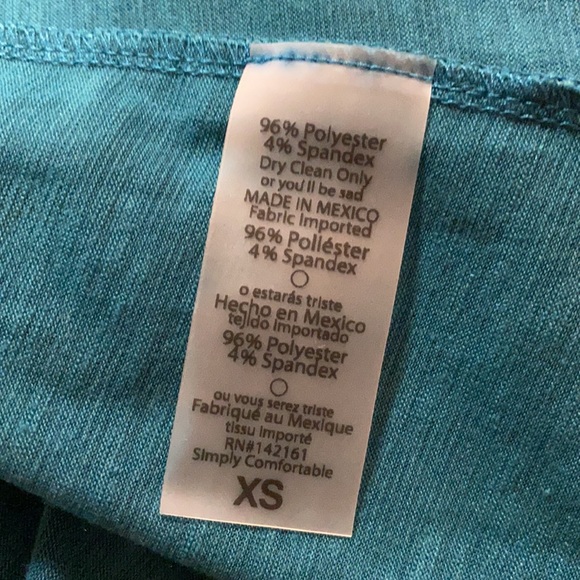 96% Polyester
4% Spandex
Dry Clean Only
or you'll be sad
MADE IN MEXICO
Fabric Imported
96% Poliéster
4% Spandex
o estarás triste
Hecho en Mexico
tejido importado
96% Polyester
4% Spandex
ou vous serez triste
Fabriqué au Mexique
tissu importé
RN#142161
Simply Comfortable
XS